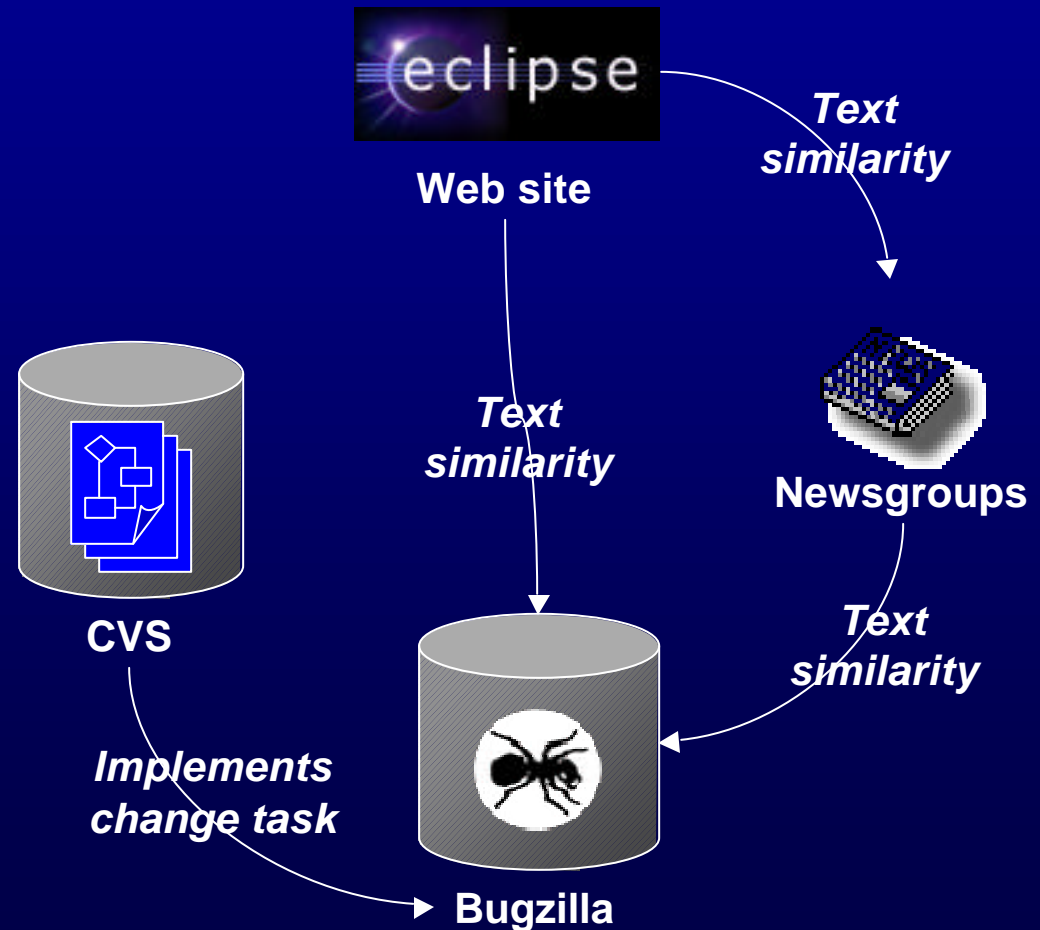 eclipse
Text
similarity
Web site
Text
similarity
Newsgroups
CVS
Text
similarity
Implements
change task
Bugzilla